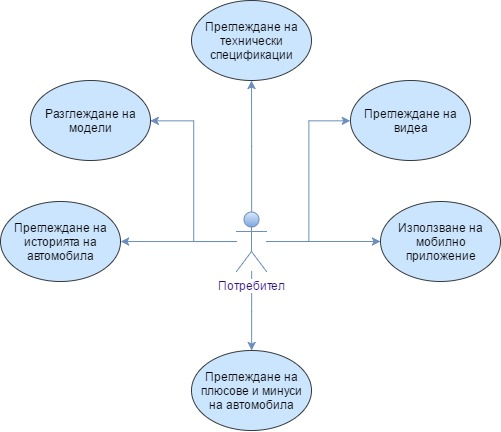 Преглеждане на
технически
спецификации
Разглеждане на
модели
Преглеждане на
видеа
Преглеждане на
историята на
автомобила
Използване на
мобилно
приложение
Потребител
Преглеждане на
плюсове и минуси
на автомобила